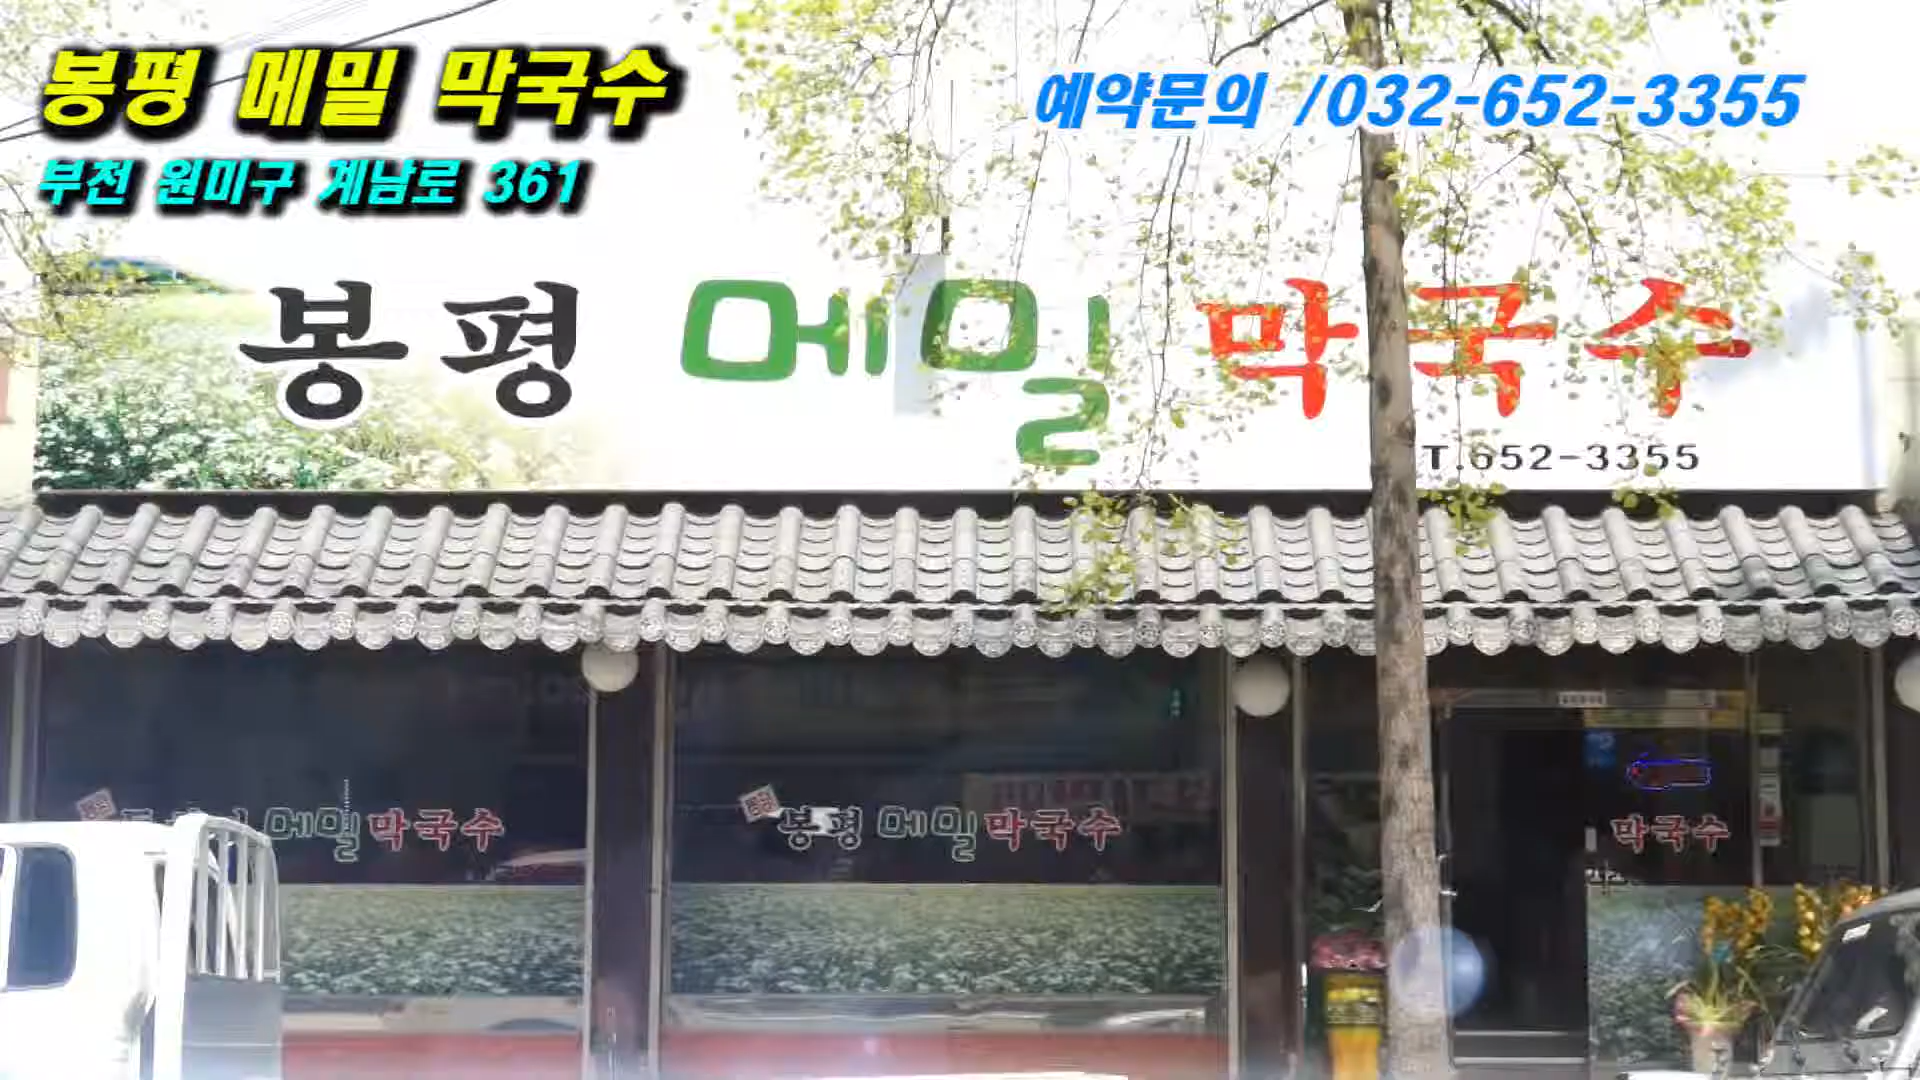 봉평 메밀 막국수
예약문의 /032-652-3355
부천 원미구 계남로 361
봉평 메밀 막국수
T.652-3355
메밀막국수
봉평 메밀막국수
막국수